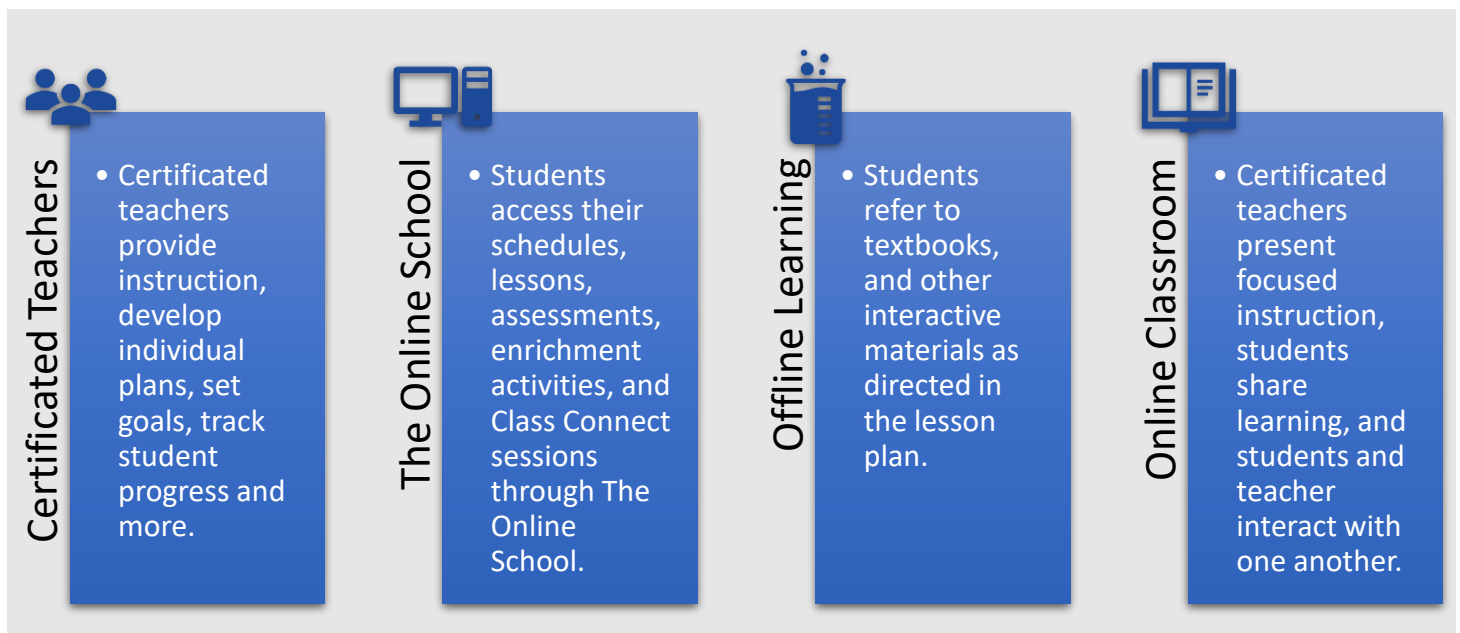 Certificated Teachers
• Certificated
teachers
provide
instruction,
develop
individual
plans, set
goals, track
student
progress and
more.
The Online School
• Students
access their
schedules,
lessons,
assessments,
enrichment
activities, and
Class Connect
sessions
through The
Online
School.
Offline Learning
• Students
refer to
textbooks,
and other
interactive
materials as
directed in
the lesson
plan.
Online Classroom
• Certificated
teachers
present
focused
instruction,
students
share
learning, and
students and
teacher
interact with
one another.